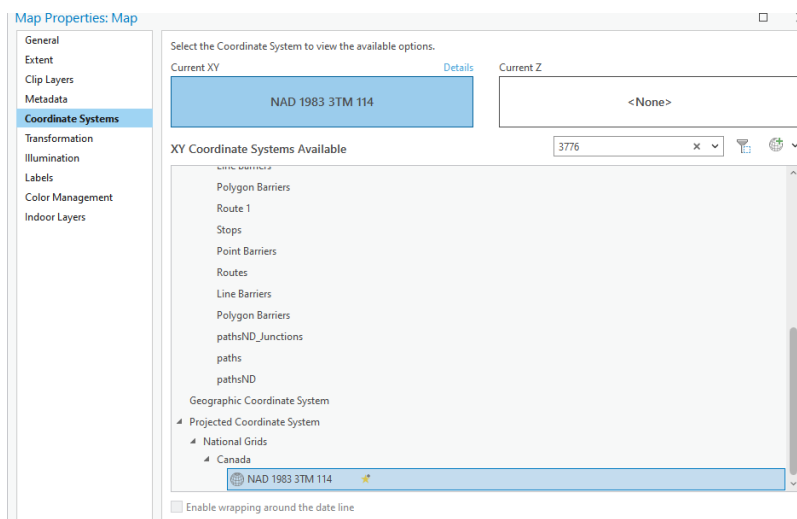 Map Properties: Map
General
Extent
Clip Layers
Metadata
Coordinate Systems
Transformation
Illumination
Labels
Color Management
Indoor Layers
Select the Coordinate System to view the available options.
Current XY Details Current Z
NAD 1983 3TM 114 <None>
XY Coordinate Systems Available 3776
Line Barriers
Polygon Barriers
Route 1
Stops
Point Barriers
Routes
Line Barriers
Polygon Barriers
pathsND_Junctions
paths
pathsND
Geographic Coordinate System
Projected Coordinate System
National Grids
Canada
NAD 1983 3TM 114
Enable wrapping around the date line